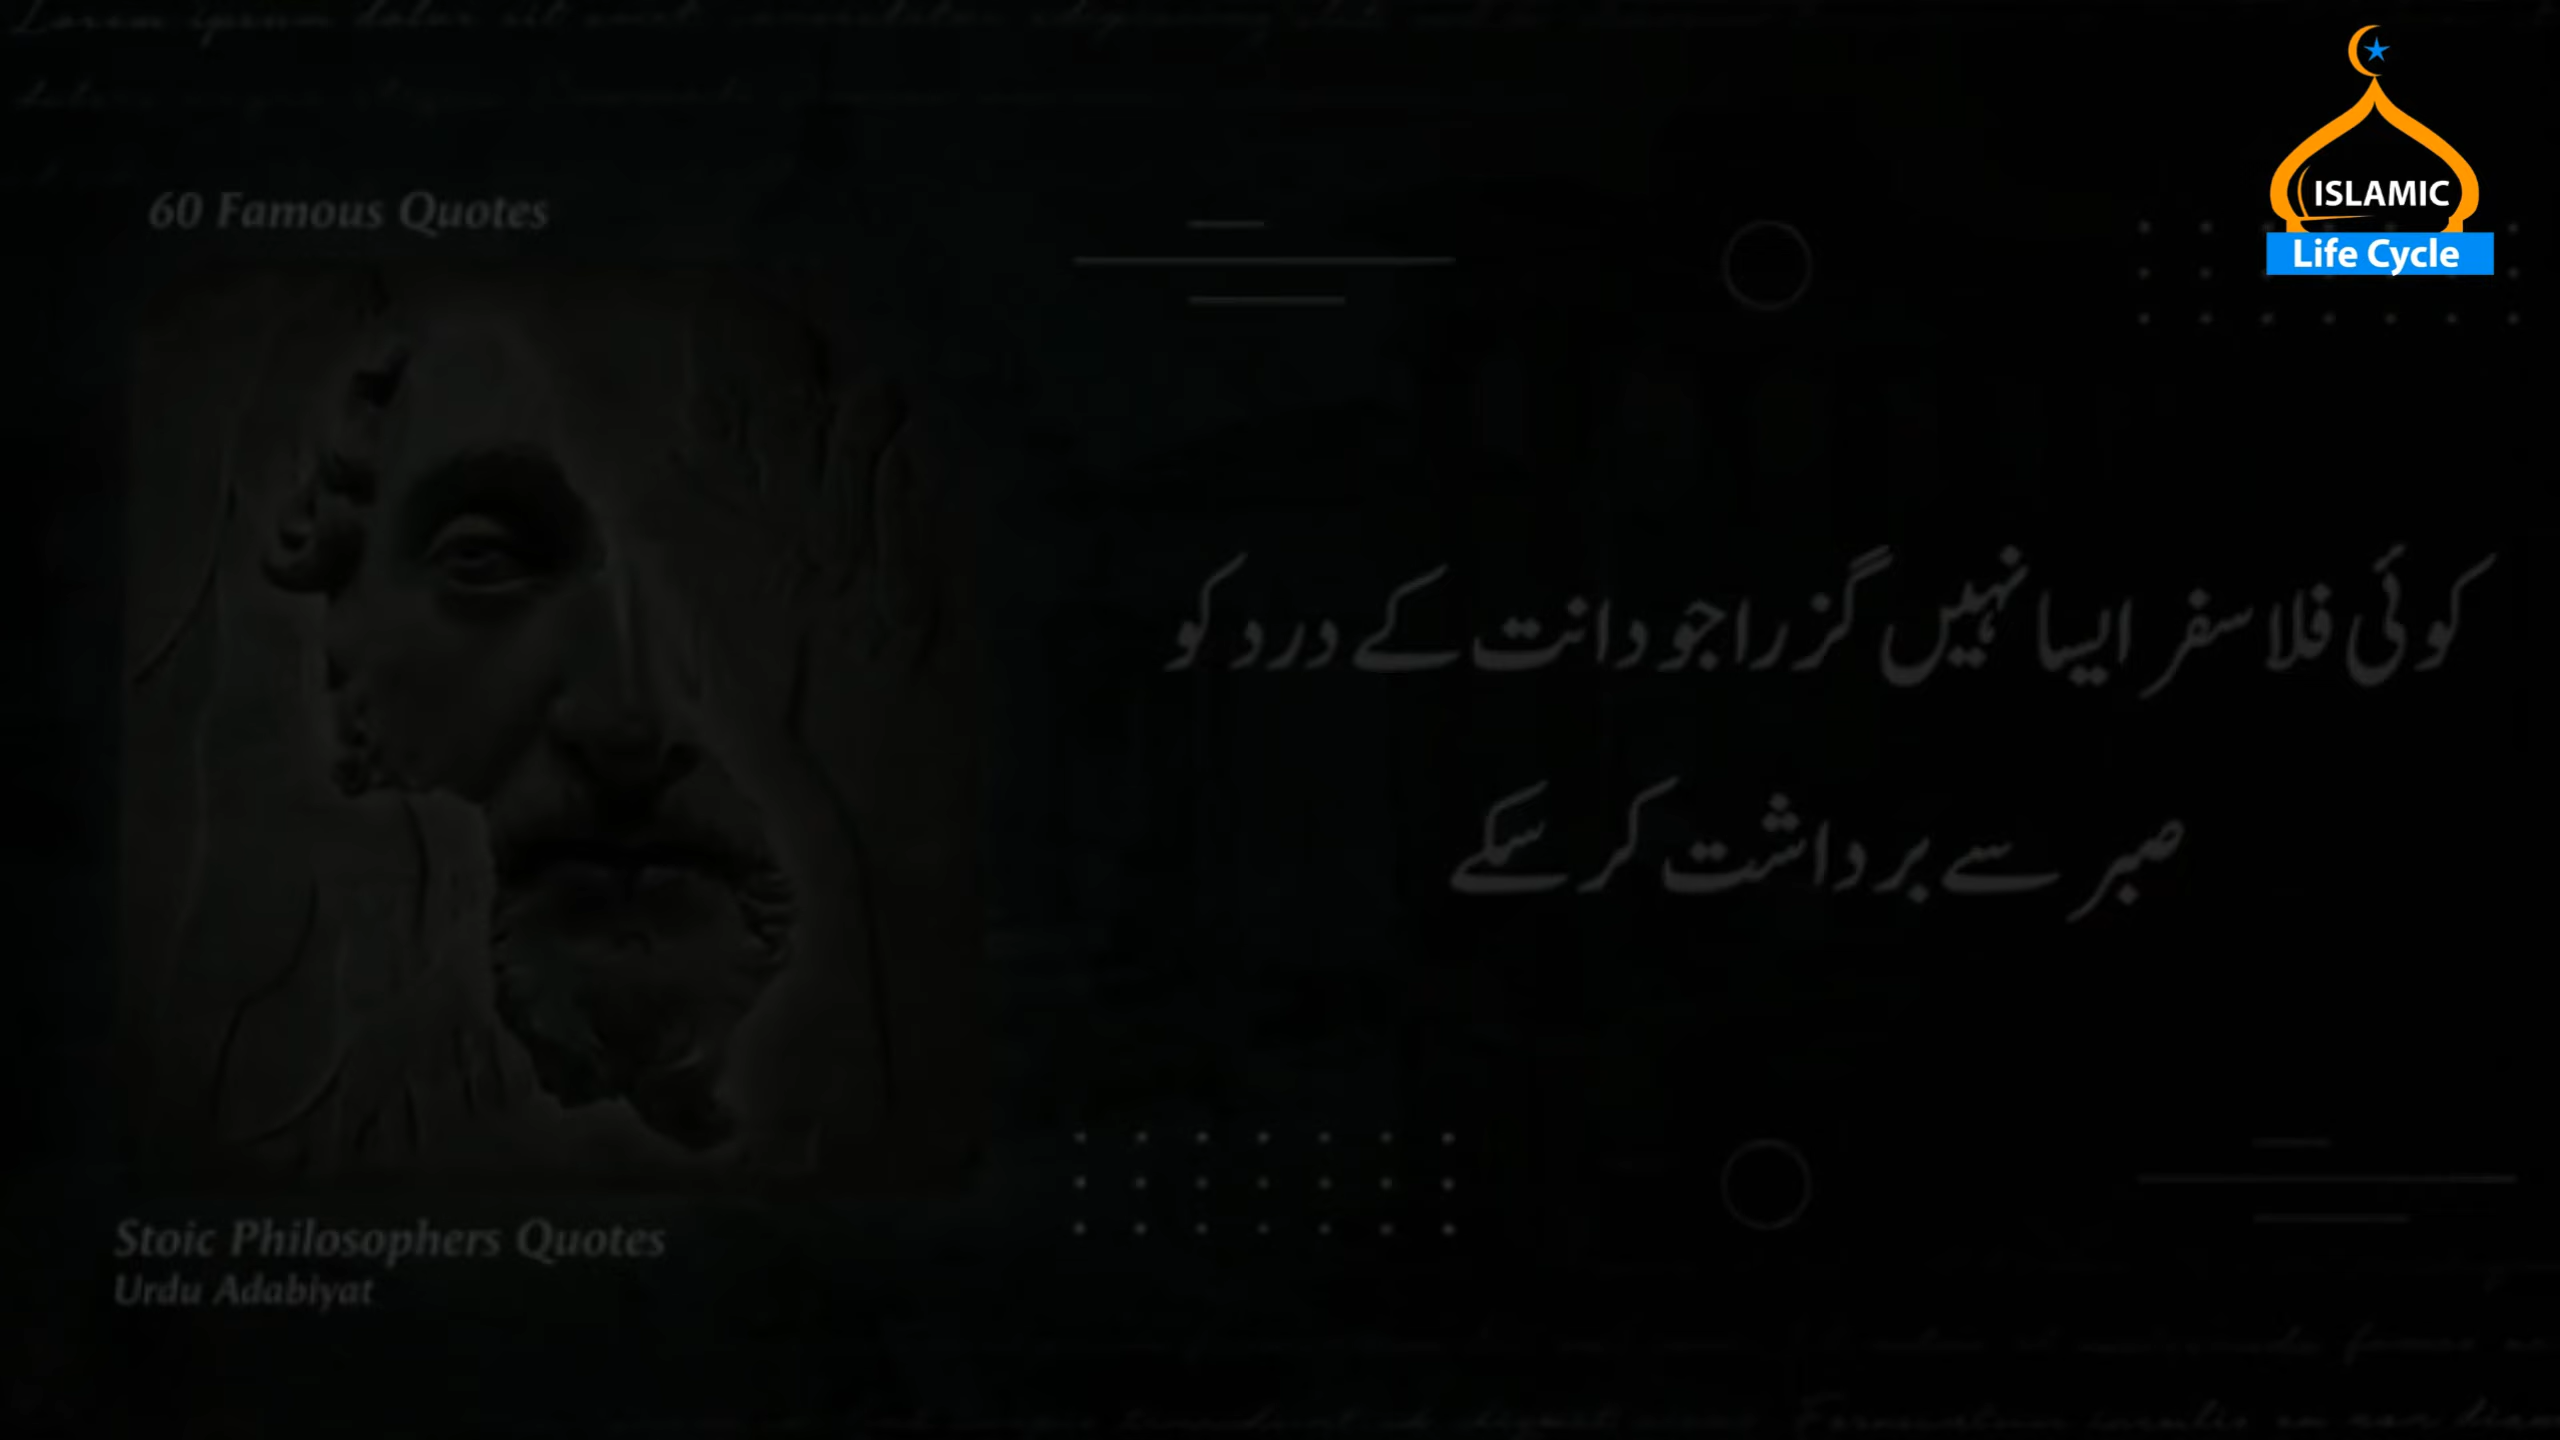 60 Famous Quotes
ISLAMIC
Life Cycle
کوئی فلاسفر ایسا نہیں گزرا جو دانت کے درد کو
صبر سے برداشت کر سکے
Stoic Philosophers Quotes
Urdu Adabiyat